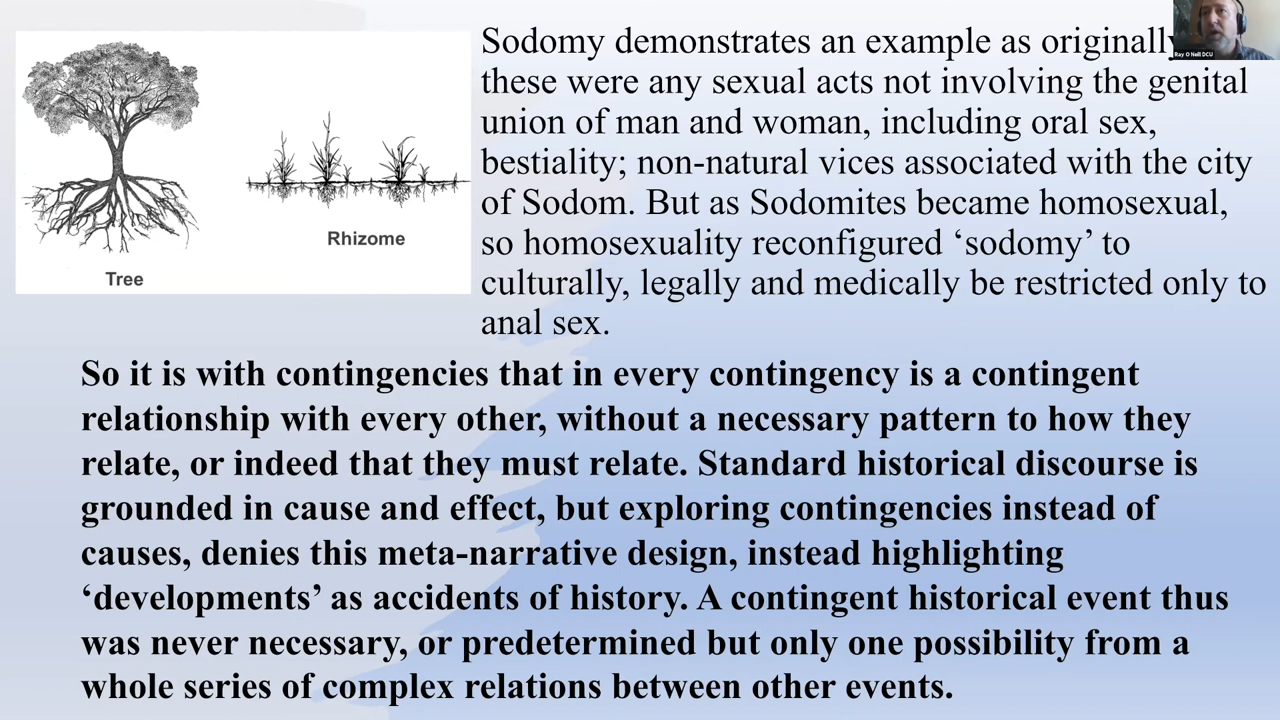 Sodomy demonstrates an example as originally
these were any sexual acts not involving the genital
union of man and woman, including oral sex,
bestiality; non-natural vices associated with the city
of Sodom. But as Sodomites became homosexual,
so homosexuality reconfigured ‘sodomy’ to
culturally, legally and medically be restricted only to
anal sex.
Tree
Rhizome
So it is with contingencies that in every contingency is a contingent
relationship with every other, without a necessary pattern to how they
relate, or indeed that they must relate. Standard historical discourse is
grounded in cause and effect, but exploring contingencies instead of
causes, denies this meta-narrative design, instead highlighting
‘developments’ as accidents of history. A contingent historical event thus
was never necessary, or predetermined but only one possibility from a
whole series of complex relations between other events.
Ray O Neill DCU